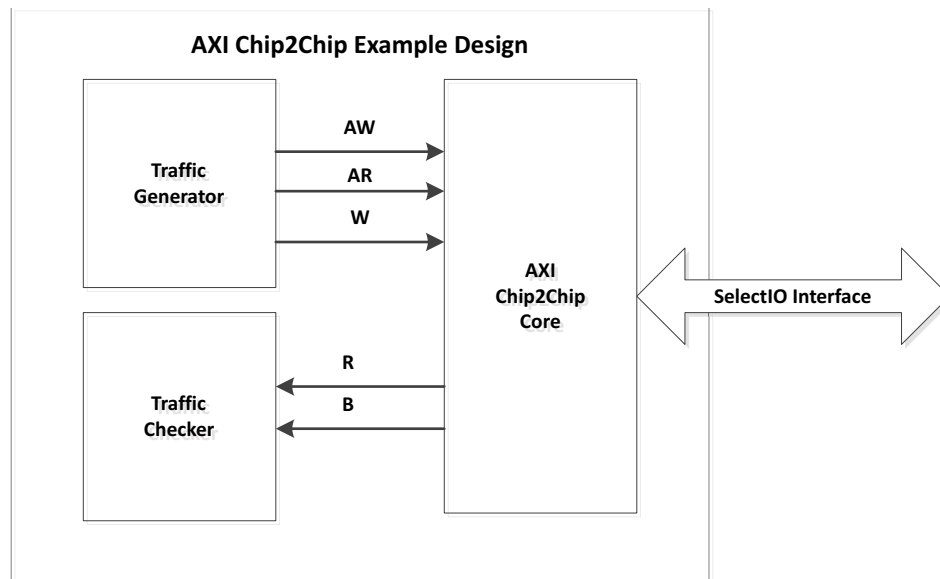 AXI Chip2Chip Example Design
Traffic
Generator
AW
AR
W
AXI
Chip2Chip
Core
SelectIO Interface
Traffic
Checker
R
B